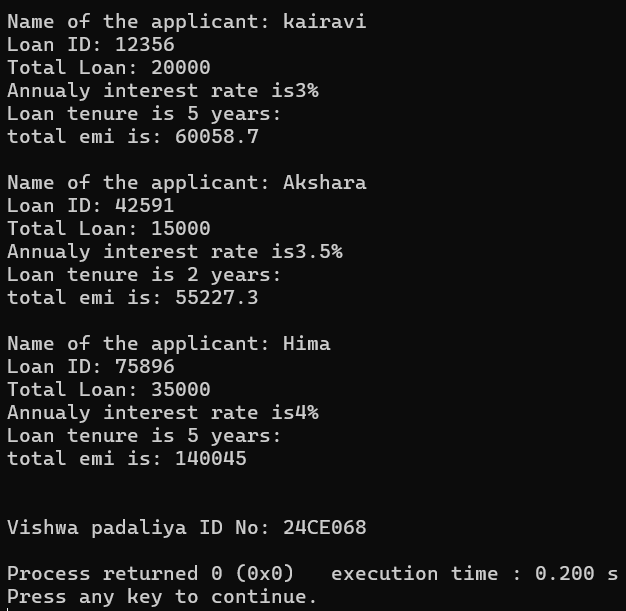 Name of the applicant: kairavi
Loan ID: 12356
Total Loan: 20000
Annualy interest rate is3%
Loan tenure is 5 years:
total emi is: 60058.7
Name of the applicant: Akshara
Loan ID: 42591
Total Loan: 15000
Annualy interest rate is3.5%
Loan tenure is 2 years:
total emi is: 55227.3
Name of the applicant: Hima
Loan ID: 75896
Total Loan: 35000
Annualy interest rate is4%
Loan tenure is 5 years:
total emi is: 140045
Vishwa padaliya ID No: 24CE068
Process returned 0 (0x0)   execution time : 0.200 s
Press any key to continue.